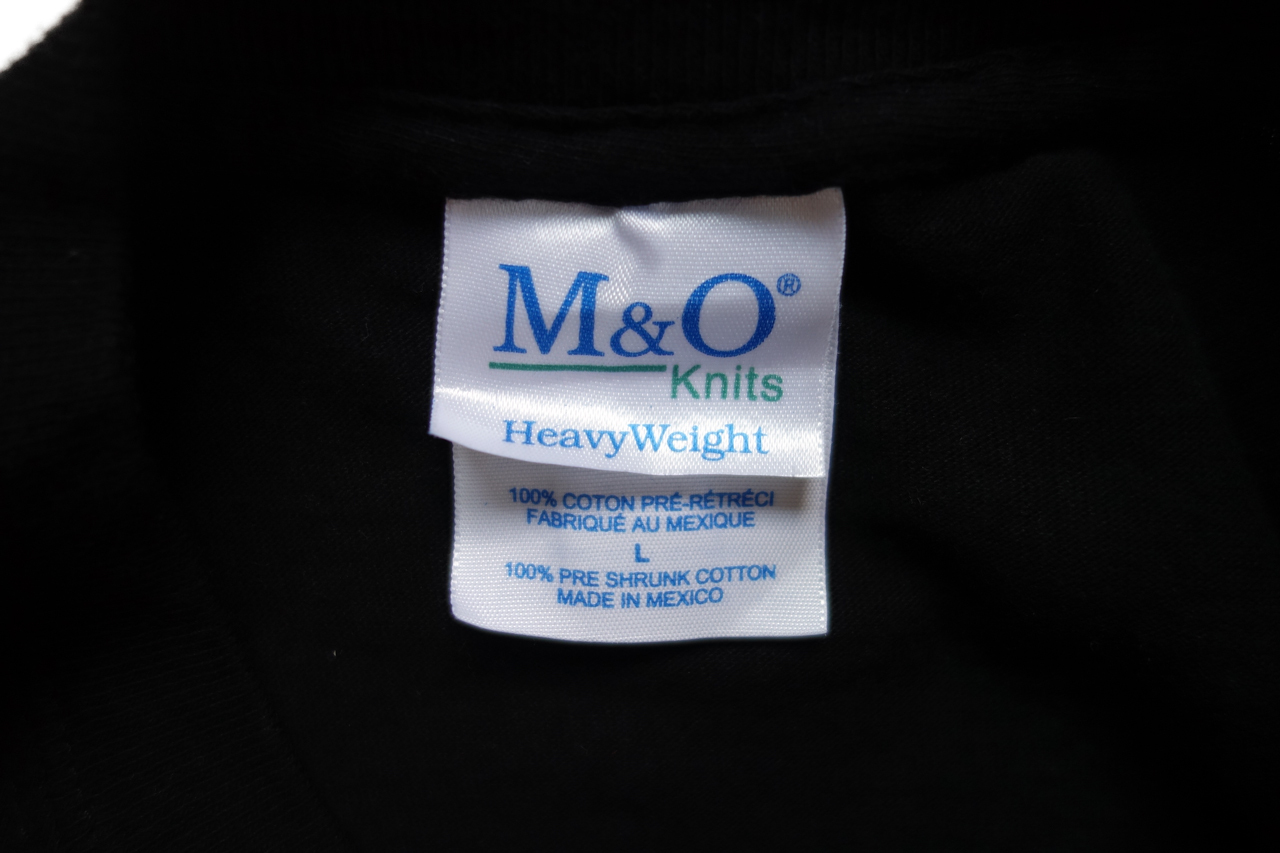 M&O®
Knits
HeavyWeight
100% COTON PRÉ-RÉTRÉCI
FABRIQUÉ AU MEXIQUE
L
100% PRE SHRUNK COTTON
MADE IN MEXICO